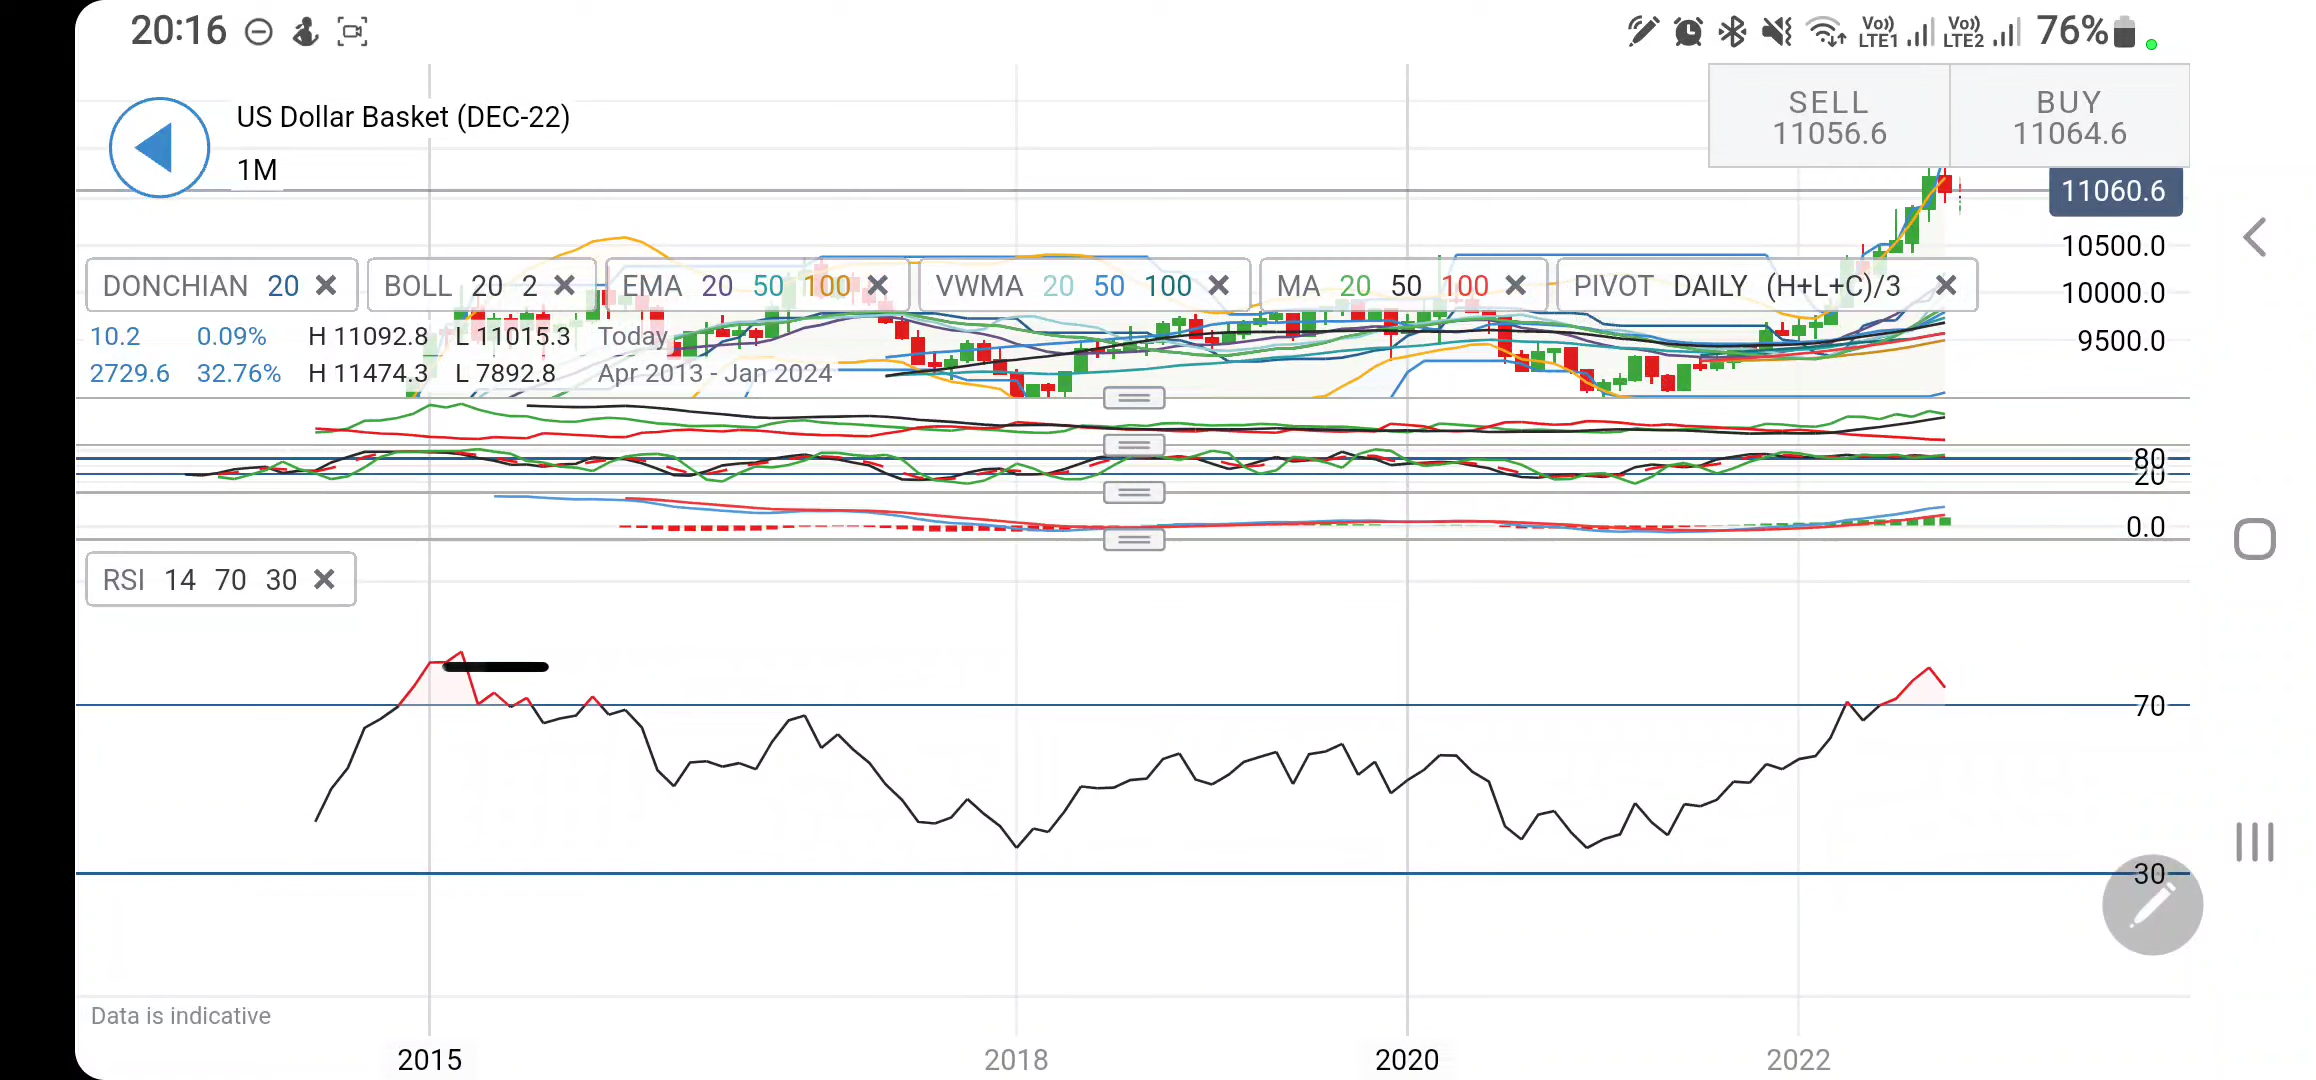 20:16 Vo)) LTE1 Vo)) LTE2 76%
US Dollar Basket (DEC-22)
1M
SELL 11056.6
BUY 11064.6
11060.6
10500.0
10000.0
9500.0
DONCHIAN 20 BOLL 20 2 EMA 20 50 100 VWMA 20 50 100 MA 20 50 100 PIVOT DAILY (H+L+C)/3
10.2 0.09% H 11092.8 L 11015.3 Today
2729.6 32.76% H 11474.3 L 7892.8 Apr 2013 - Jan 2024
80
20
0.0
RSI 14 70 30
70
30
Data is indicative
2015 2018 2020 2022